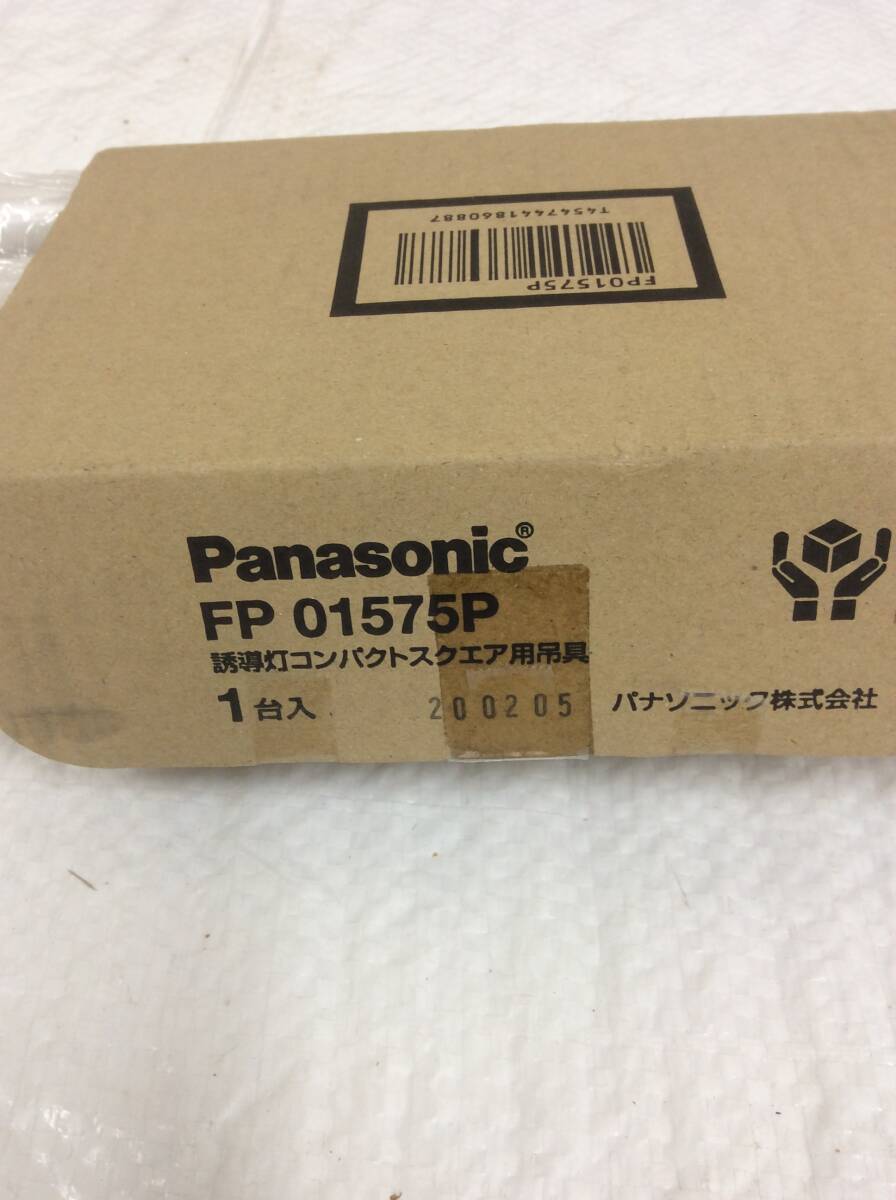 T4547441860887
FP01575P
Panasonic®
FP 01575P
誘導灯コンパクトスクエア用吊具
1台入 200205 パナソニック株式会社